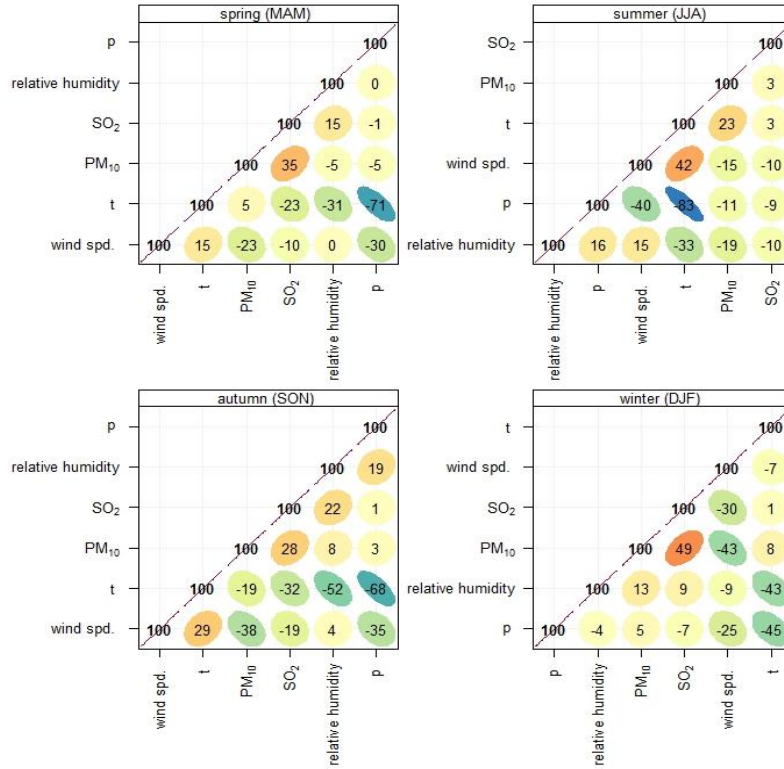 spring (MAM)
p 100
relative humidity 100 0
SO₂ 100 15 -1
PM₁₀ 100 35 -5 -5
t 100 5 -23 -31 -71
wind spd. 100 15 -23 -10 0 -30
wind spd. t PM₁₀ SO₂ relative humidity p
summer (JJA)
SO₂ 100
PM₁₀ 100 3
t 100 23 3
wind spd. 100 42 -15 -10
p 100 -40 -83 -11 -9
relative humidity 100 16 15 -33 -19 -10
relative humidity p wind spd. t PM₁₀ SO₂
autumn (SON)
p 100
relative humidity 100 19
SO₂ 100 22 1
PM₁₀ 100 28 8 3
t 100 -19 -32 -52 -68
wind spd. 100 29 -38 -19 4 -35
wind spd. t PM₁₀ SO₂ relative humidity p
winter (DJF)
t 100
wind spd. 100 -7
SO₂ 100 -30 1
PM₁₀ 100 49 -43 8
relative humidity 100 13 9 -9 -43
p 100 -4 5 -7 -25 -45
p relative humidity PM₁₀ SO₂ wind spd. t